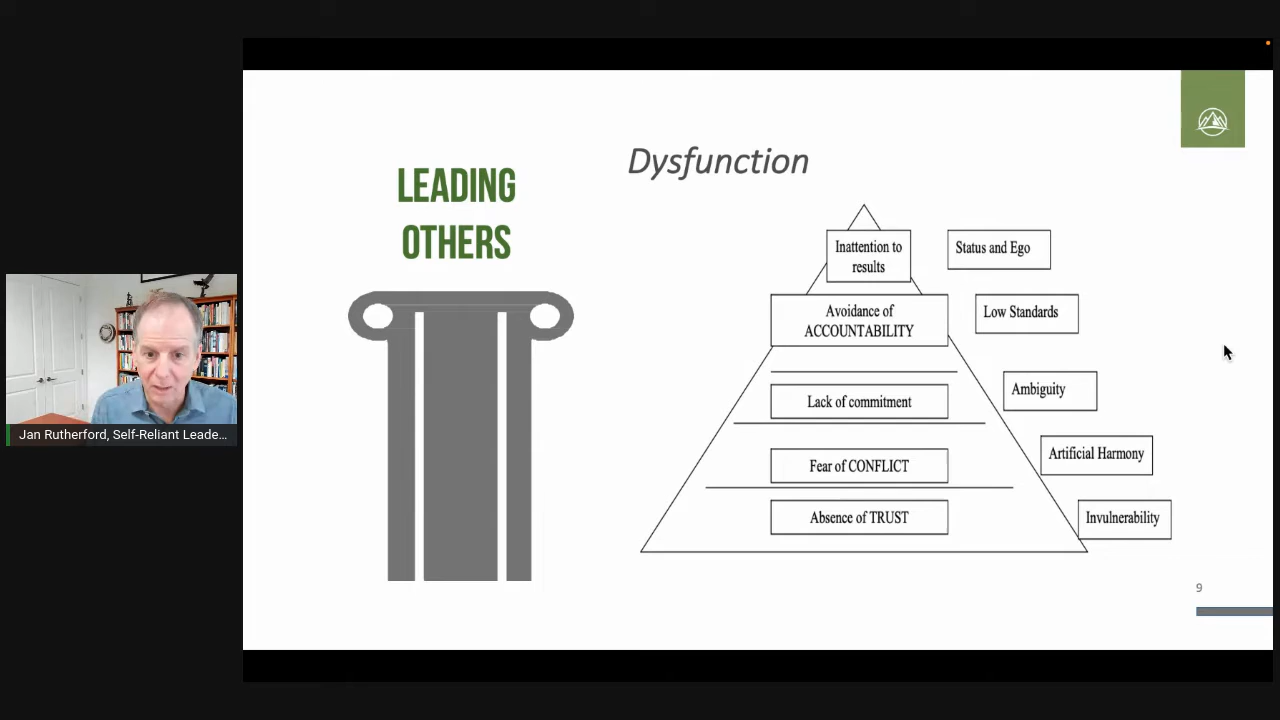 LEADING
OTHERS
Dysfunction
Inattention to
results
Status and Ego
Avoidance of
ACCOUNTABILITY
Low Standards
Lack of commitment
Ambiguity
Fear of CONFLICT
Artificial Harmony
Absence of TRUST
Invulnerability
9
Jan Rutherford, Self-Reliant Leade...